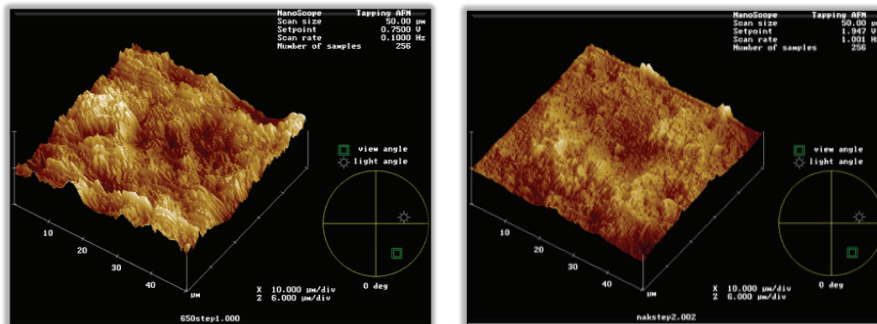 NanoScope Tapping AFM
Scan size 50.00 µm
Setpoint 0.7500 V
Scan rate 0.1000 Hz
Number of samples 256
view angle
light angle
10
20
30
40
µm
X 10.000 µm/div
Z 6.000 µm/div
0 deg
650step1.000
NanoScope Tapping AFM
Scan size 50.00 µm
Setpoint 1.947 V
Scan rate 1.001 Hz
Number of samples 256
view angle
light angle
10
20
30
40
µm
X 10.000 µm/div
Z 6.000 µm/div
0 deg
nakstep2.002